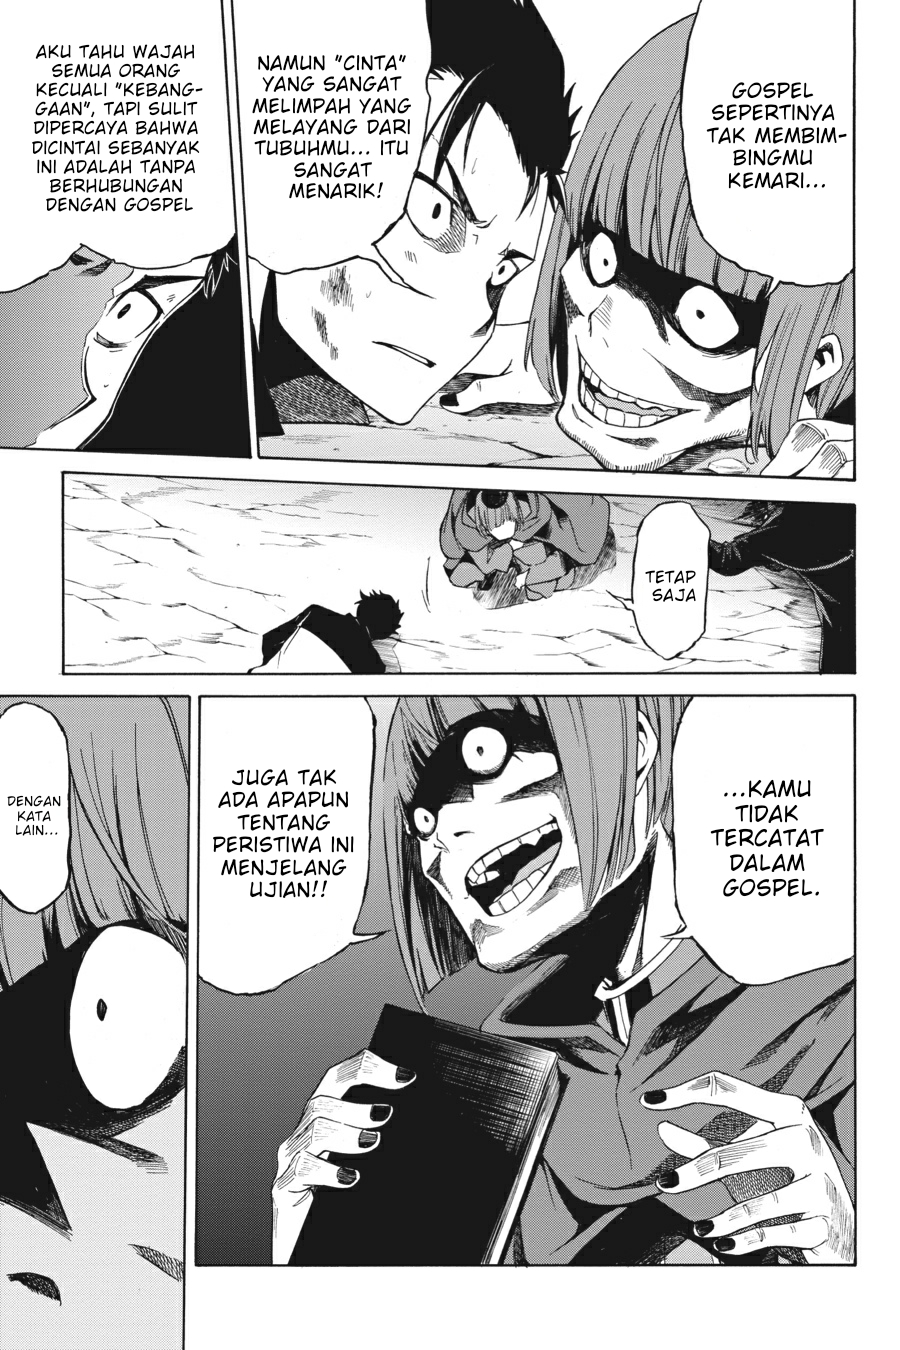 GOSPEL
SEPERTINYA
TAK MEMBIM-
BINGMU
KEMARI...
NAMUN "CINTA"
YANG SANGAT
MELIMPAH YANG
MELAYANG DARI
TUBUHMU... ITU
SANGAT
MENARIK!
AKU TAHU WAJAH
SEMUA ORANG
KECUALI "KEBANG-
GAAN", TAPI SULIT
DIPERCAYA BAHWA
DICINTAI SEBANYAK
INI ADALAH TANPA
BERHUBUNGAN
DENGAN GOSPEL
TETAP
SAJA
...KAMU
TIDAK
TERCATAT
DALAM
GOSPEL.
JUGA TAK
ADA APAPUN
TENTANG
PERISTIWA INI
MENJELANG
UJIAN!!
DENGAN
KATA
LAIN...